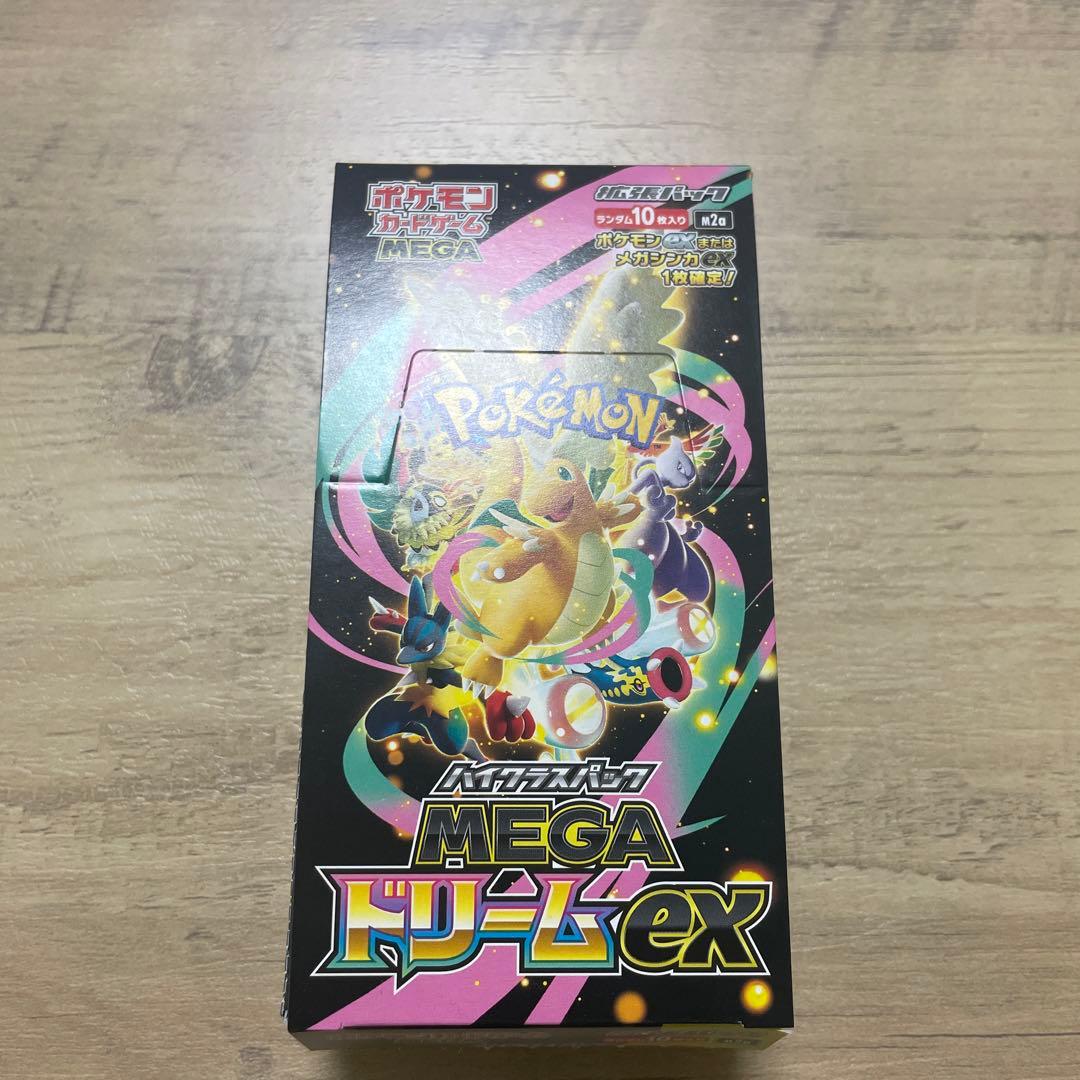 ポケモン
カードゲーム
MEGA
拡張パック
ランダム10枚入り M2a
ポケモンexまたは
メガシンカex
1枚確定!
POKéMON
TM
ハイクラスパック
MEGA
ドリームex